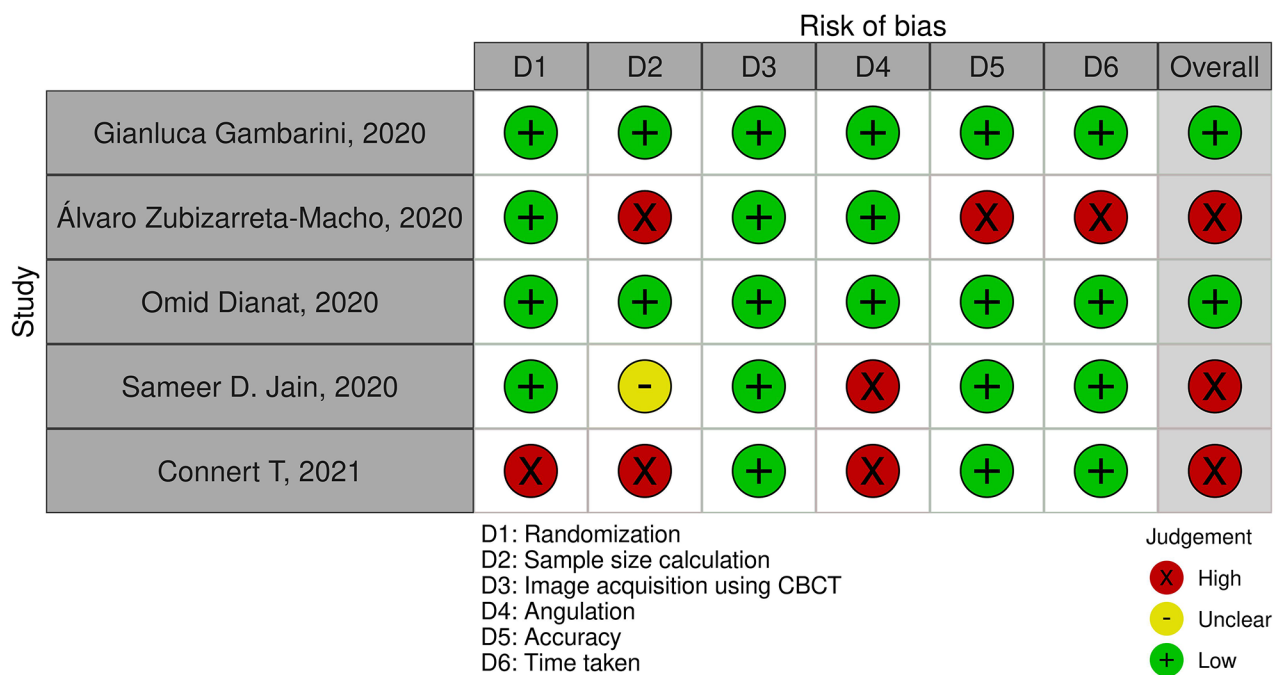 Risk of bias
D1 D2 D3 D4 D5 D6 Overall
Study
Gianluca Gambarini, 2020 + + + + + + +
Álvaro Zubizarreta-Macho, 2020 + X + + X X X
Omid Dianat, 2020 + + + + + + +
Sameer D. Jain, 2020 + - + X + + X
Connert T, 2021 X X + X + + X
D1: Randomization
D2: Sample size calculation
D3: Image acquisition using CBCT
D4: Angulation
D5: Accuracy
D6: Time taken
Judgement
X High
- Unclear
+ Low